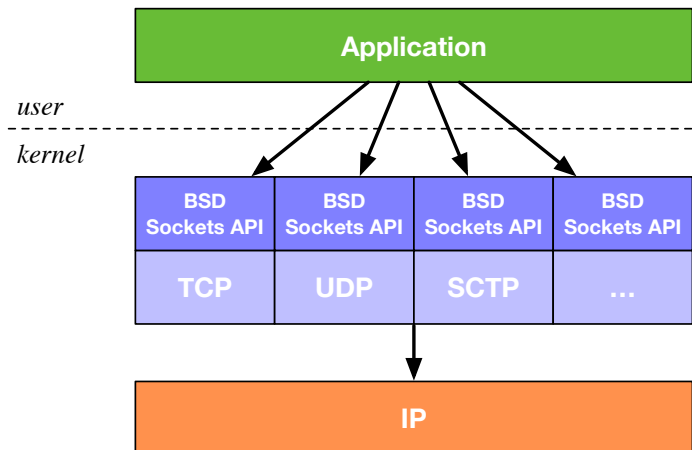 Application
user
kernel
BSD
Sockets API
BSD
Sockets API
BSD
Sockets API
BSD
Sockets API
TCP
UDP
SCTP
...
IP